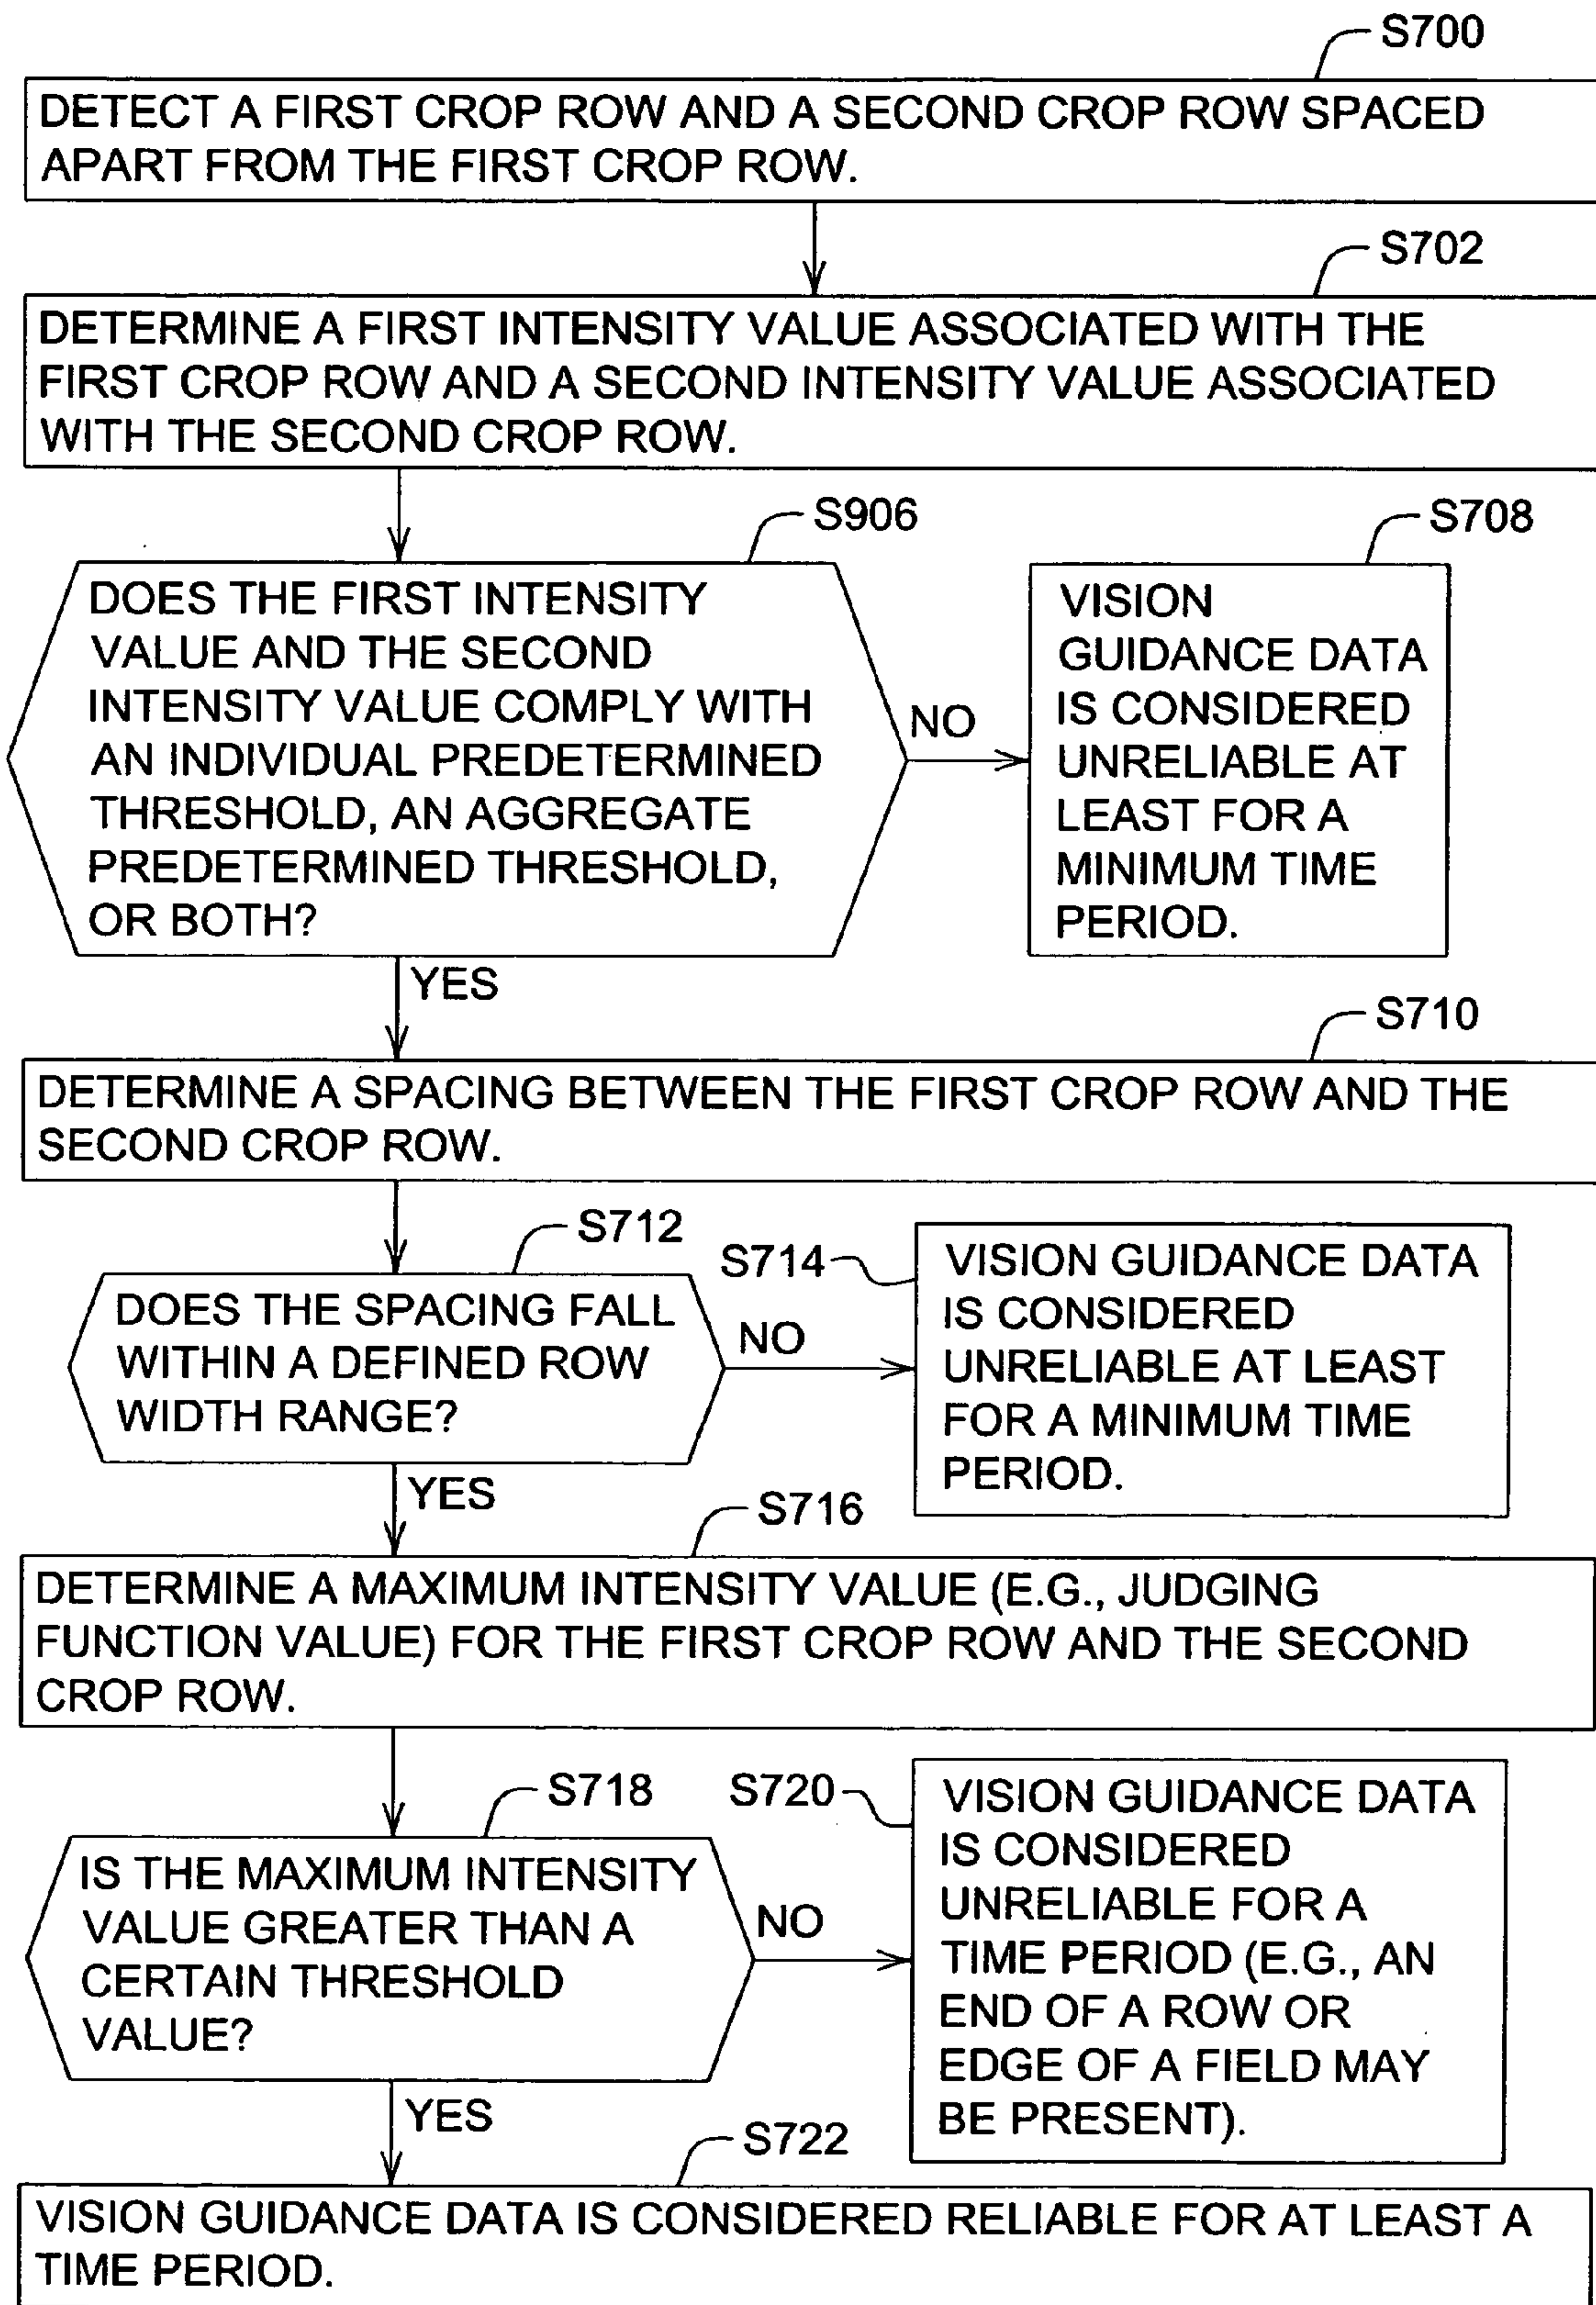 S700
DETECT A FIRST CROP ROW AND A SECOND CROP ROW SPACED
APART FROM THE FIRST CROP ROW.
S702
DETERMINE A FIRST INTENSITY VALUE ASSOCIATED WITH THE
FIRST CROP ROW AND A SECOND INTENSITY VALUE ASSOCIATED
WITH THE SECOND CROP ROW.
S906
DOES THE FIRST INTENSITY
VALUE AND THE SECOND
INTENSITY VALUE COMPLY WITH
AN INDIVIDUAL PREDETERMINED
THRESHOLD, AN AGGREGATE
PREDETERMINED THRESHOLD,
OR BOTH?
NO
S708
VISION
GUIDANCE DATA
IS CONSIDERED
UNRELIABLE AT
LEAST FOR A
MINIMUM TIME
PERIOD.
YES
S710
DETERMINE A SPACING BETWEEN THE FIRST CROP ROW AND THE
SECOND CROP ROW.
S712
DOES THE SPACING FALL
WITHIN A DEFINED ROW
WIDTH RANGE?
NO
S714
VISION GUIDANCE DATA
IS CONSIDERED
UNRELIABLE AT LEAST
FOR A MINIMUM TIME
PERIOD.
YES
S716
DETERMINE A MAXIMUM INTENSITY VALUE (E.G., JUDGING
FUNCTION VALUE) FOR THE FIRST CROP ROW AND THE SECOND
CROP ROW.
S718
IS THE MAXIMUM INTENSITY
VALUE GREATER THAN A
CERTAIN THRESHOLD
VALUE?
NO
S720
VISION GUIDANCE DATA
IS CONSIDERED
UNRELIABLE FOR A
TIME PERIOD (E.G., AN
END OF A ROW OR
EDGE OF A FIELD MAY
BE PRESENT).
YES
S722
VISION GUIDANCE DATA IS CONSIDERED RELIABLE FOR AT LEAST A
TIME PERIOD.